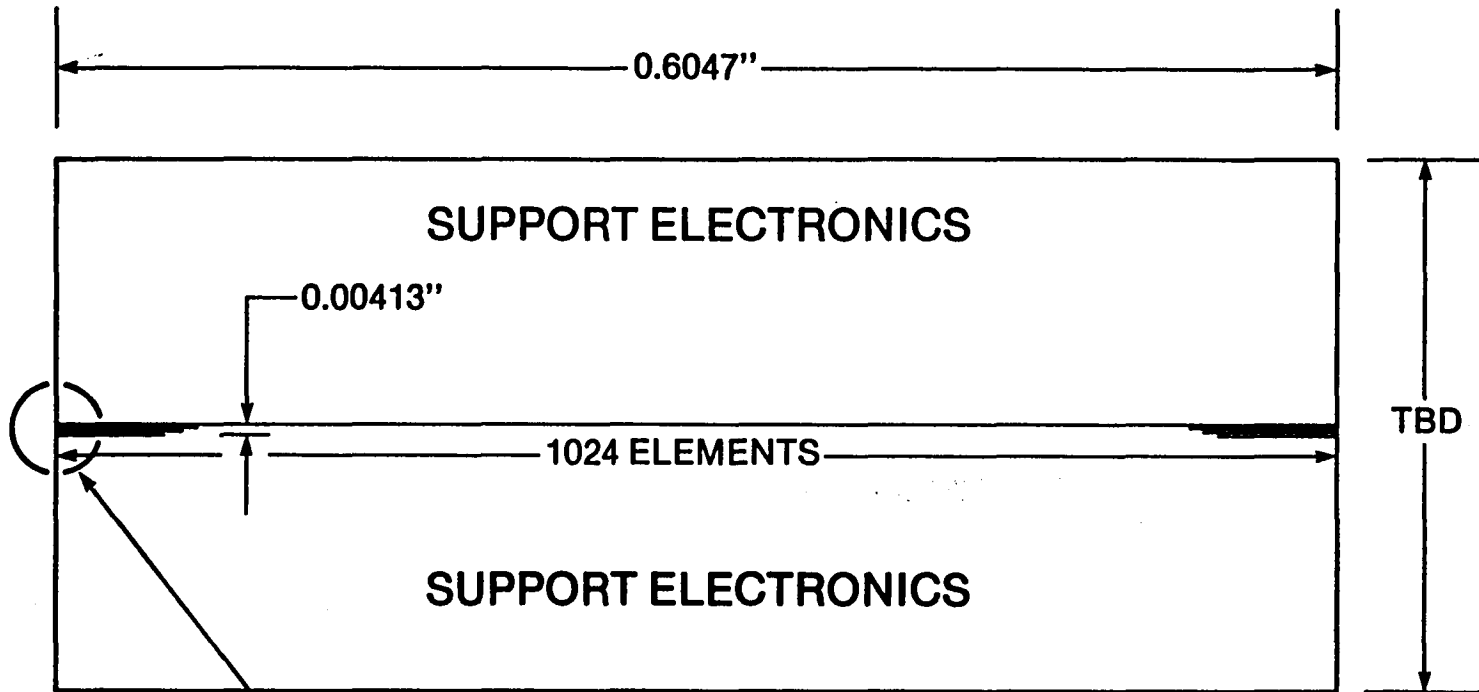 0.6047''
SUPPORT ELECTRONICS
0.00413''
TBD
1024 ELEMENTS
SUPPORT ELECTRONICS